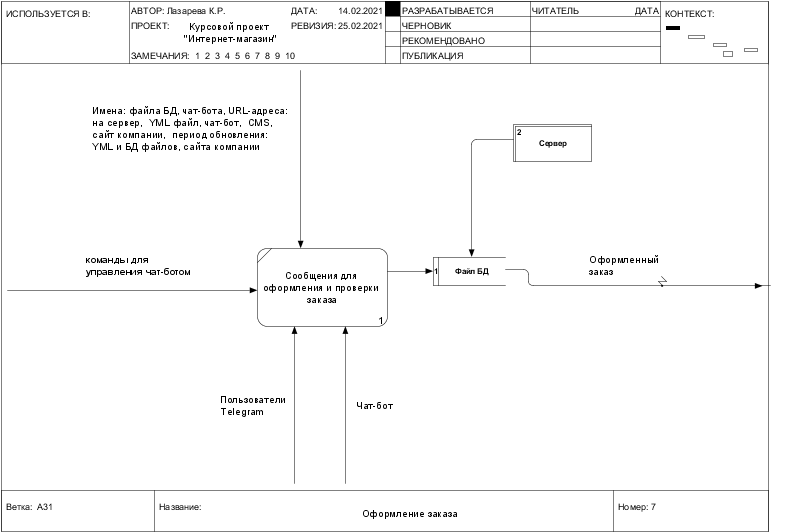 ИСПОЛЬЗУЕТСЯ В:
АВТОР: Лазарева К.Р.
ДАТА: 14.02.2021
ПРОЕКТ: Курсовой проект
"Интернет-магазин"
РЕВИЗИЯ: 25.02.2021
ЗАМЕЧАНИЯ: 1 2 3 4 5 6 7 8 9 10
РАЗРАБАТЫВАЕТСЯ
ЧЕРНОВИК
РЕКОМЕНДОВАНО
ПУБЛИКАЦИЯ
ЧИТАТЕЛЬ
ДАТА
КОНТЕКСТ:
Имена: файла БД, чат-бота, URL-адреса:
на сервер, YML файл, чат-бот, CMS,
сайт компании, период обновления:
YML и БД файлов, сайта компании
2
Сервер
команды для
управления чат-ботом
Сообщения для
оформления и проверки
заказа
1
1
Файл БД
Оформленный
заказ
Пользователи
Telegram
Чат-бот
Ветка: А31
Название:
Оформление заказа
Номер: 7